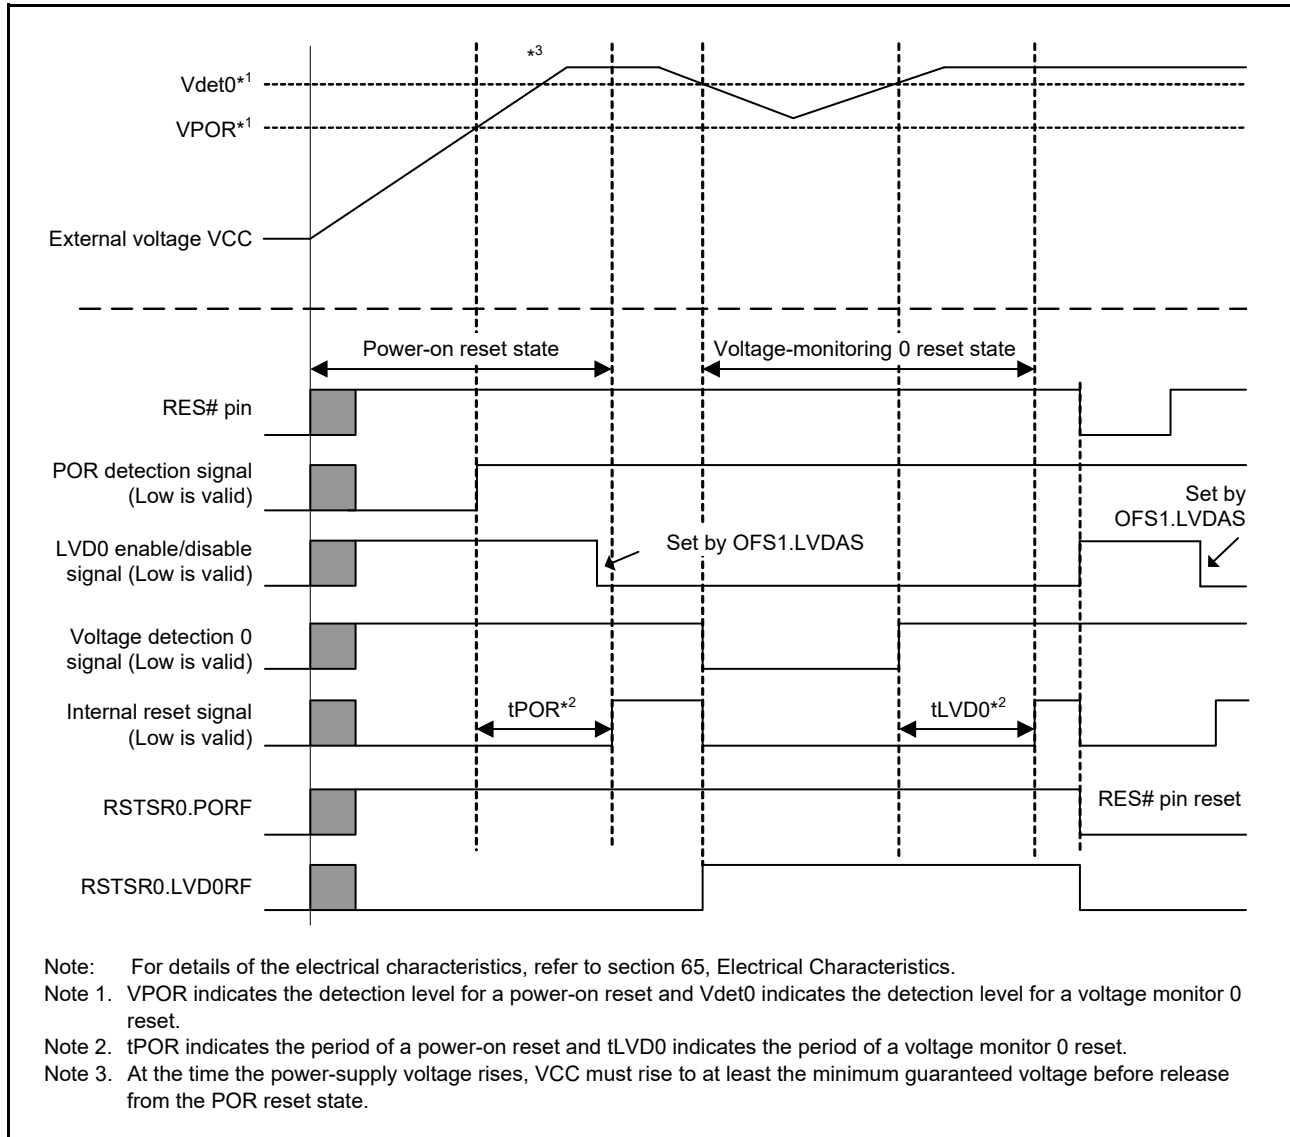 *3
Vdet0*1
VPOR*1
External voltage VCC
Power-on reset state
Voltage-monitoring 0 reset state
RES# pin
POR detection signal
(Low is valid)
Set by
OFS1.LVDAS
LVD0 enable/disable
signal (Low is valid)
Set by OFS1.LVDAS
Voltage detection 0
signal (Low is valid)
Internal reset signal
(Low is valid)
tPOR*2
tLVD0*2
RSTSR0.PORF
RES# pin reset
RSTSR0.LVD0RF
Note: For details of the electrical characteristics, refer to section 65, Electrical Characteristics.
Note 1. VPOR indicates the detection level for a power-on reset and Vdet0 indicates the detection level for a voltage monitor 0
reset.
Note 2. tPOR indicates the period of a power-on reset and tLVD0 indicates the period of a voltage monitor 0 reset.
Note 3. At the time the power-supply voltage rises, VCC must rise to at least the minimum guaranteed voltage before release
from the POR reset state.